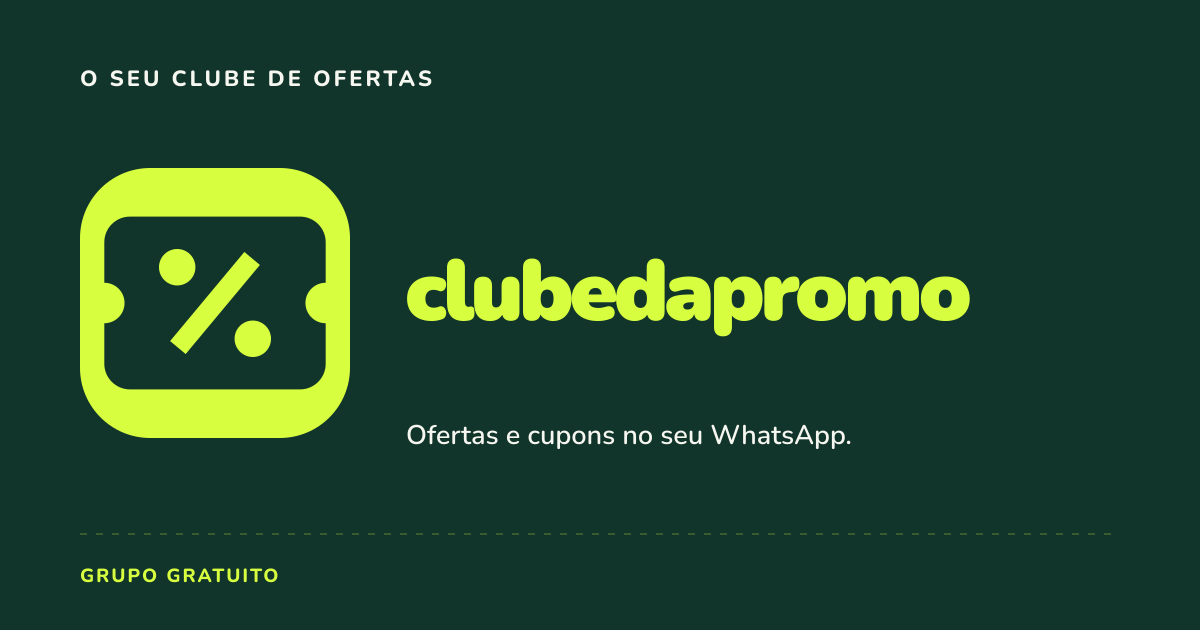 O SEU CLUBE DE OFERTAS
%
clubedapromo
Ofertas e cupons no seu WhatsApp.
GRUPO GRATUITO